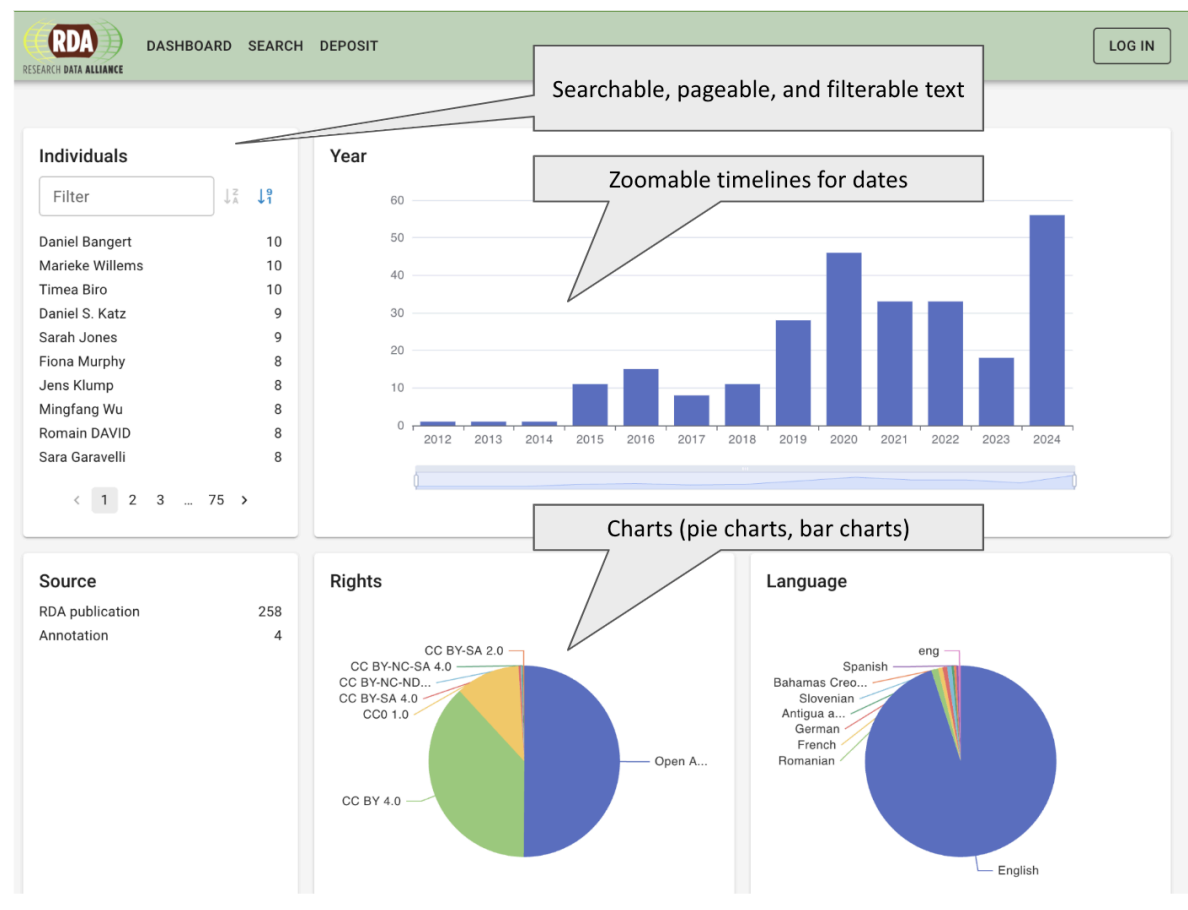 RDA
RESEARCH DATA ALLIANCE
DASHBOARD SEARCH DEPOSIT
LOG IN
Searchable, pageable, and filterable text
Individuals
Filter
Daniel Bangert 10
Marieke Willems 10
Timea Biro 10
Daniel S. Katz 9
Sarah Jones 9
Fiona Murphy 8
Jens Klump 8
Mingfang Wu 8
Romain DAVID 8
Sara Garavelli 8
< 1 2 3 ... 75 >
Year
Zoomable timelines for dates
60
50
40
30
20
10
0
2012 2013 2014 2015 2016 2017 2018 2019 2020 2021 2022 2023 2024
Charts (pie charts, bar charts)
Source
RDA publication 258
Annotation 4
Rights
CC BY-SA 2.0
CC BY-NC-SA 4.0
CC BY-NC-ND...
CC BY-SA 4.0
CC0 1.0
Open A...
CC BY 4.0
Language
eng
Spanish
Bahamas Creo...
Slovenian
Antigua a...
German
French
Romanian
English